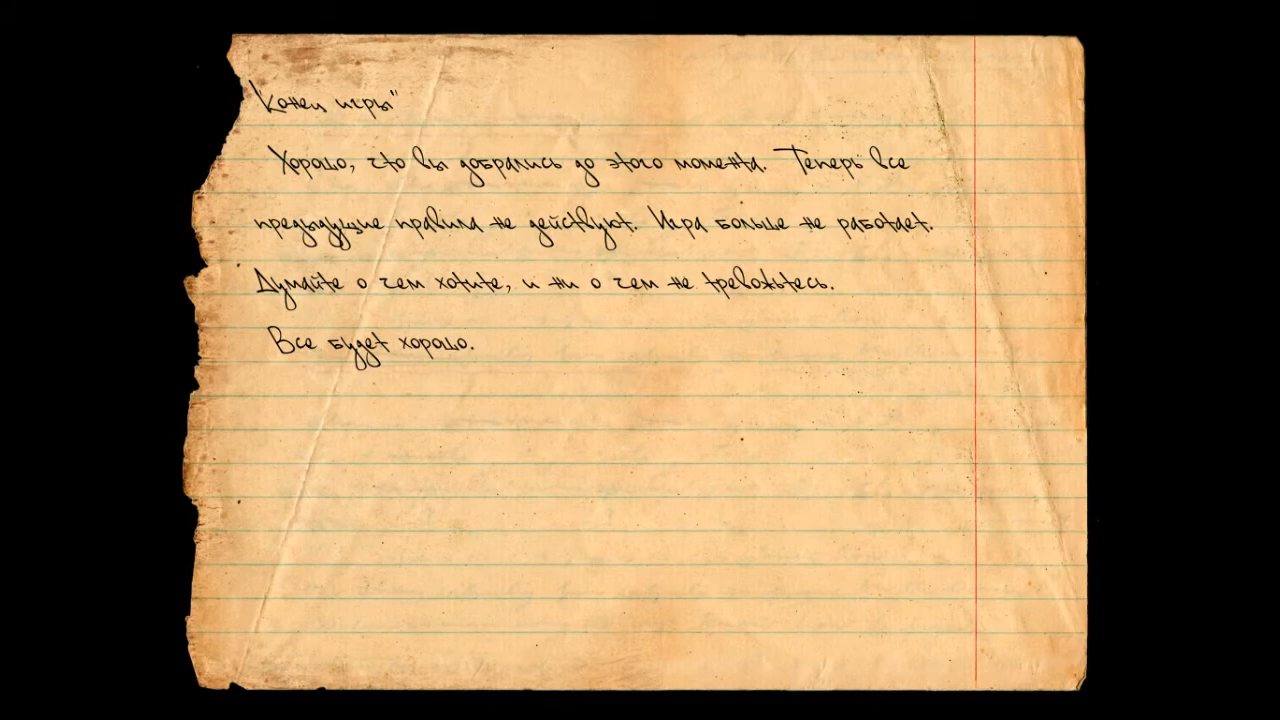 Конец игры"
Хорошо, что вы добрались до этого момента. Теперь все
предыдущие правила не действуют. Игра больше не работает.
Думайте о чем хотите, и ни о чем не тревожьтесь.
Все будет хорошо.